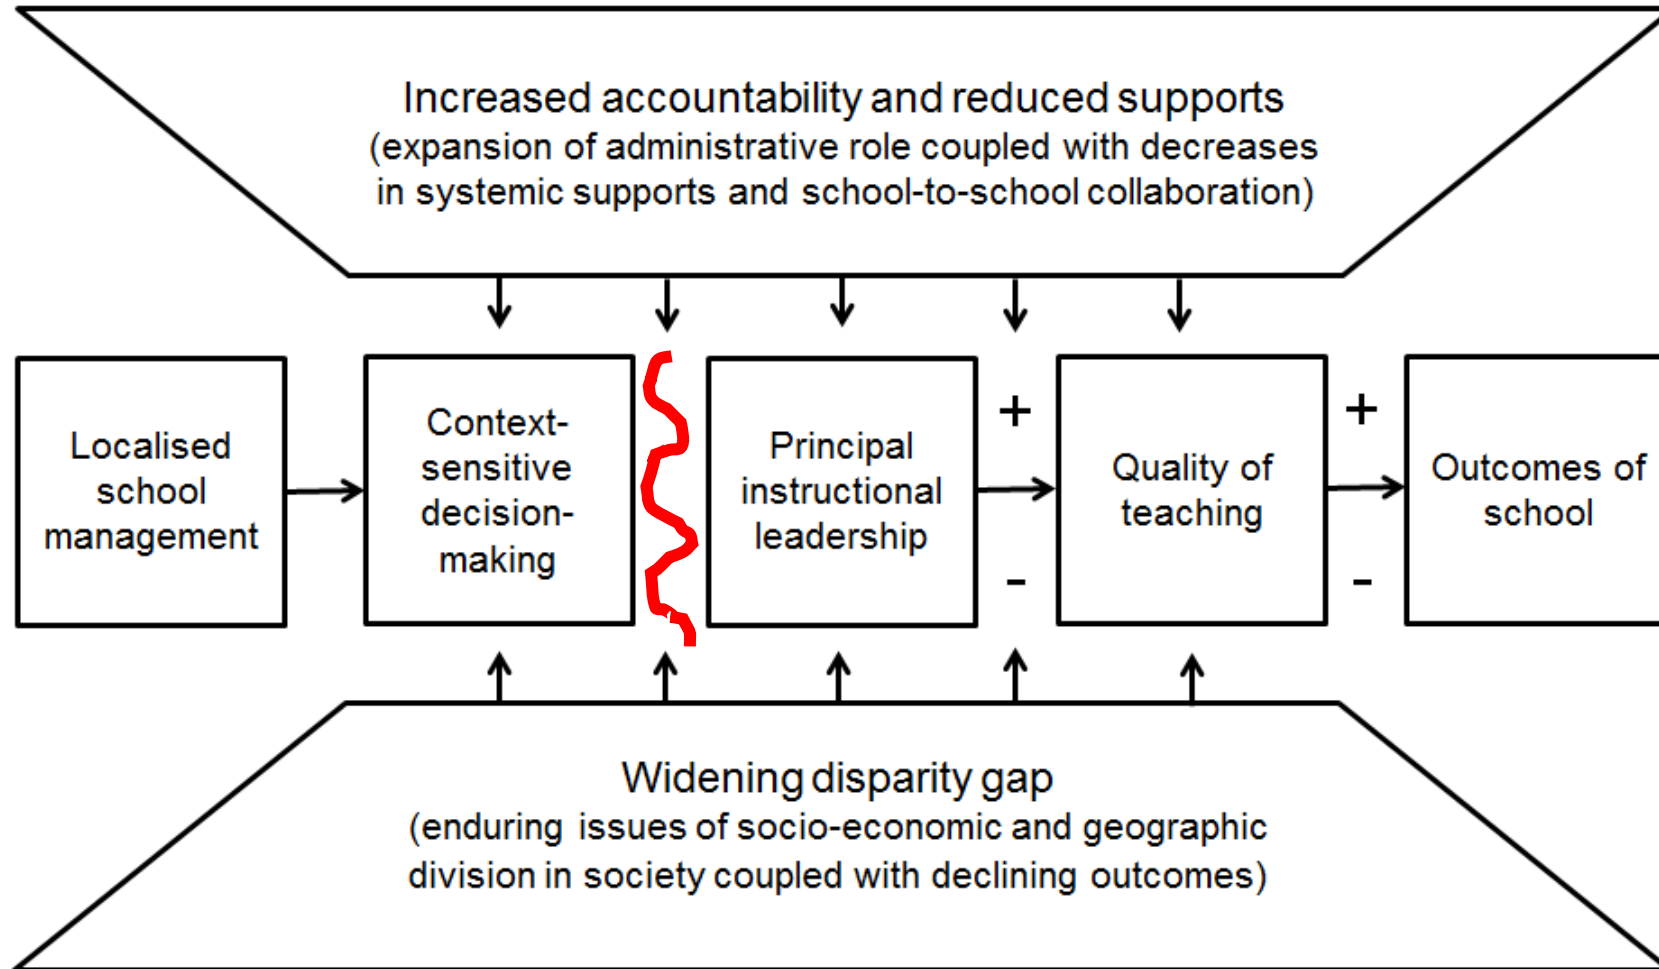 Increased accountability and reduced supports
(expansion of administrative role coupled with decreases
in systemic supports and school-to-school collaboration)
Localised
school
management
Context-
sensitive
decision-
making
Principal
instructional
leadership
+
-
Quality of
teaching
+
-
Outcomes of
school
Widening disparity gap
(enduring issues of socio-economic and geographic
division in society coupled with declining outcomes)